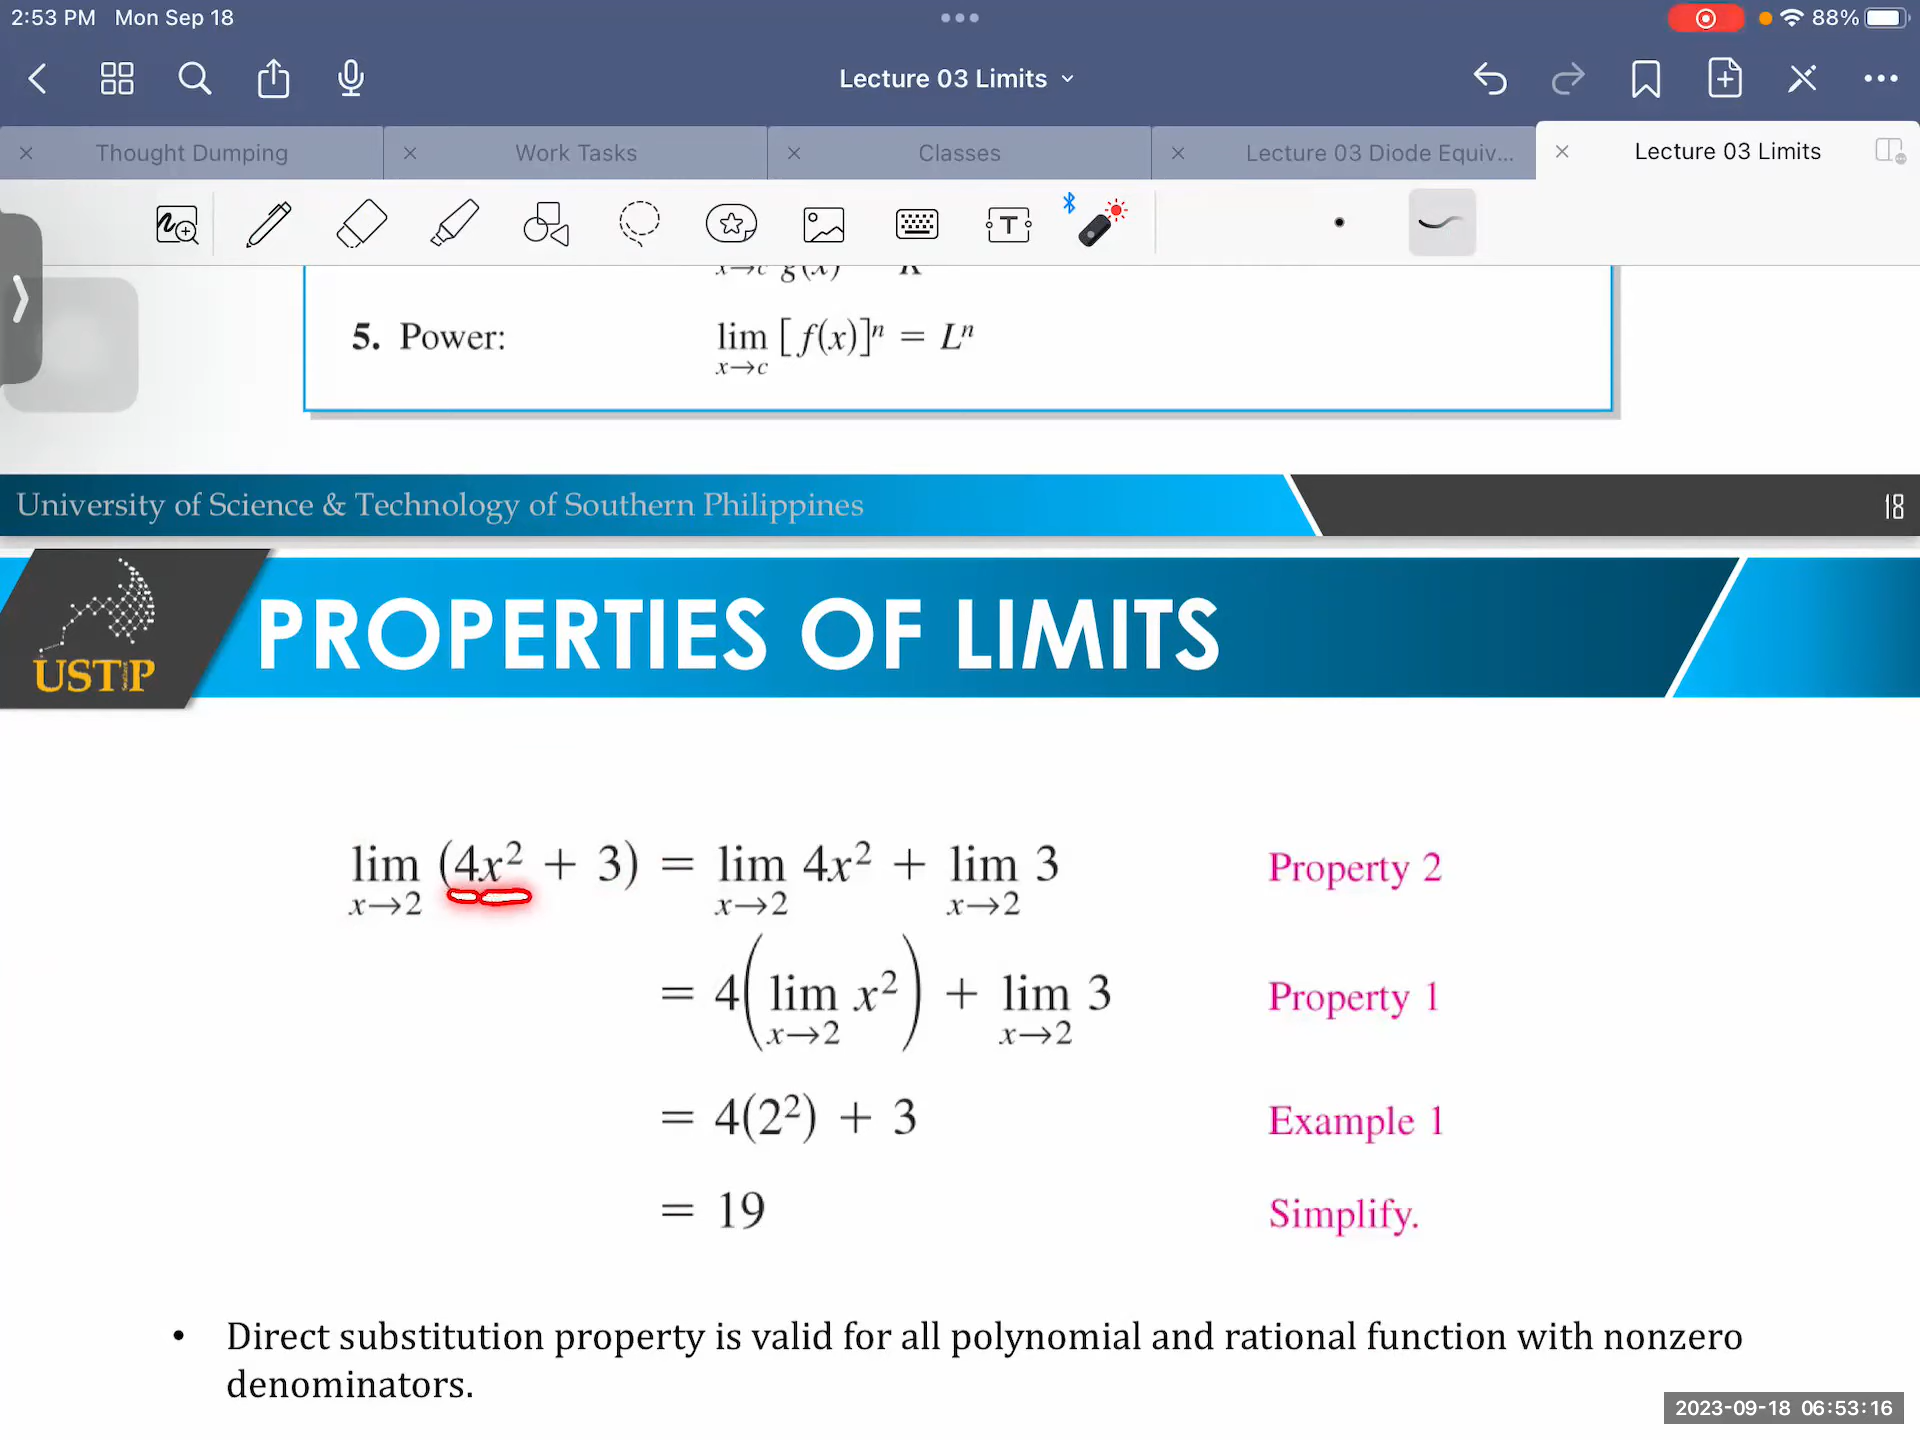 2:53 PM Mon Sep 18
88%
Lecture 03 Limits
Thought Dumping
Work Tasks
Classes
Lecture 03 Diode Equiv...
Lecture 03 Limits
T
x→c g(x) K
5. Power: lim [f(x)]ⁿ = Lⁿ
x→c
University of Science & Technology of Southern Philippines
18
USTP
PROPERTIES OF LIMITS
lim (4x² + 3) = lim 4x² + lim 3 Property 2
x→2 x→2 x→2
= 4(lim x²) + lim 3 Property 1
x→2 x→2
= 4(2²) + 3 Example 1
= 19 Simplify.
• Direct substitution property is valid for all polynomial and rational function with nonzero
denominators.
2023-09-18 06:53:16